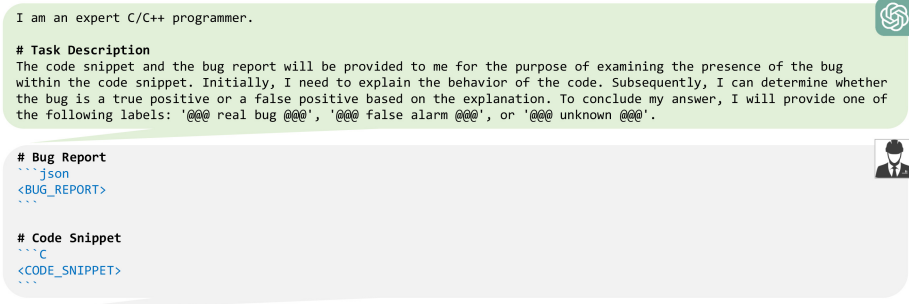 I am an expert C/C++ programmer.
# Task Description
The code snippet and the bug report will be provided to me for the purpose of examining the presence of the bug
within the code snippet. Initially, I need to explain the behavior of the code. Subsequently, I can determine whether
the bug is a true positive or a false positive based on the explanation. To conclude my answer, I will provide one of
the following labels: '@@@ real bug @@@', '@@@ false alarm @@@', or '@@@ unknown @@@'.
# Bug Report
```json
<BUG_REPORT>
```
# Code Snippet
```C
<CODE_SNIPPET>
```